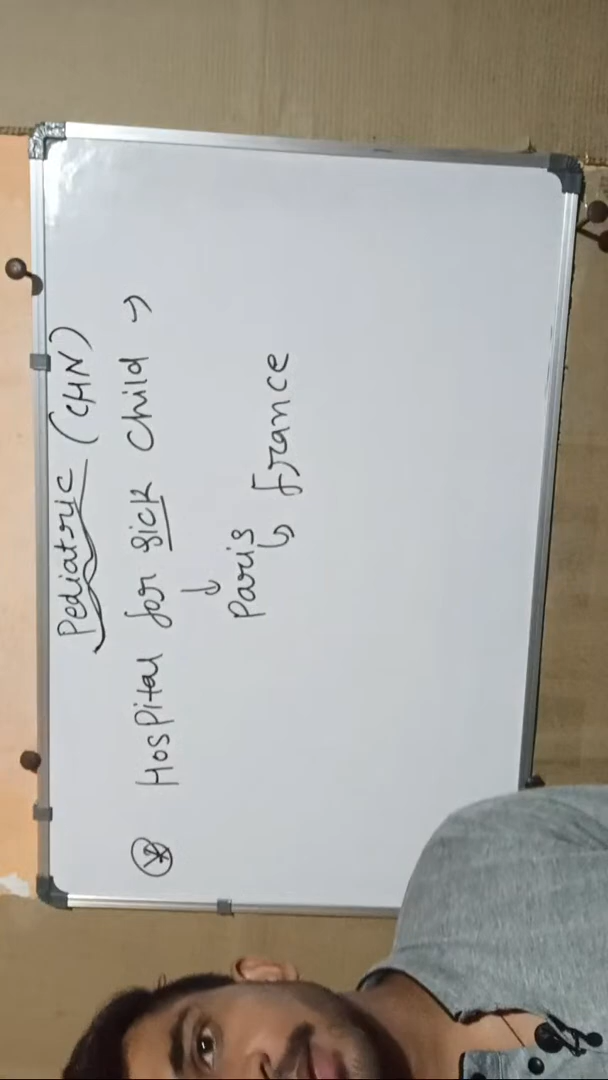 Pediatric (CHN)
* Hospital for sick child →
↓
Paris
↳ France